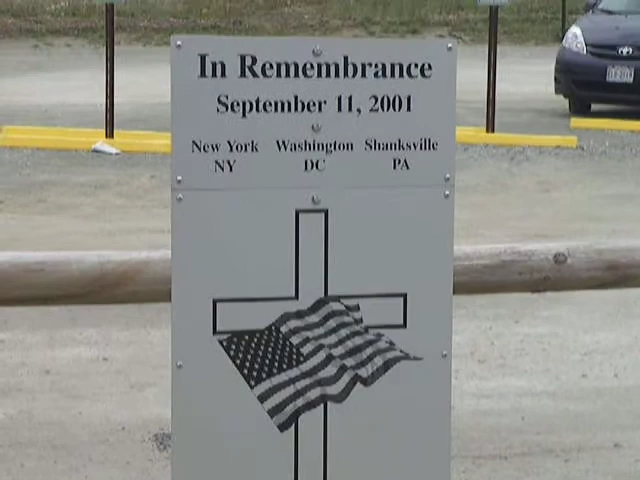 In Remembrance
September 11, 2001
New York Washington Shanksville
NY DC PA